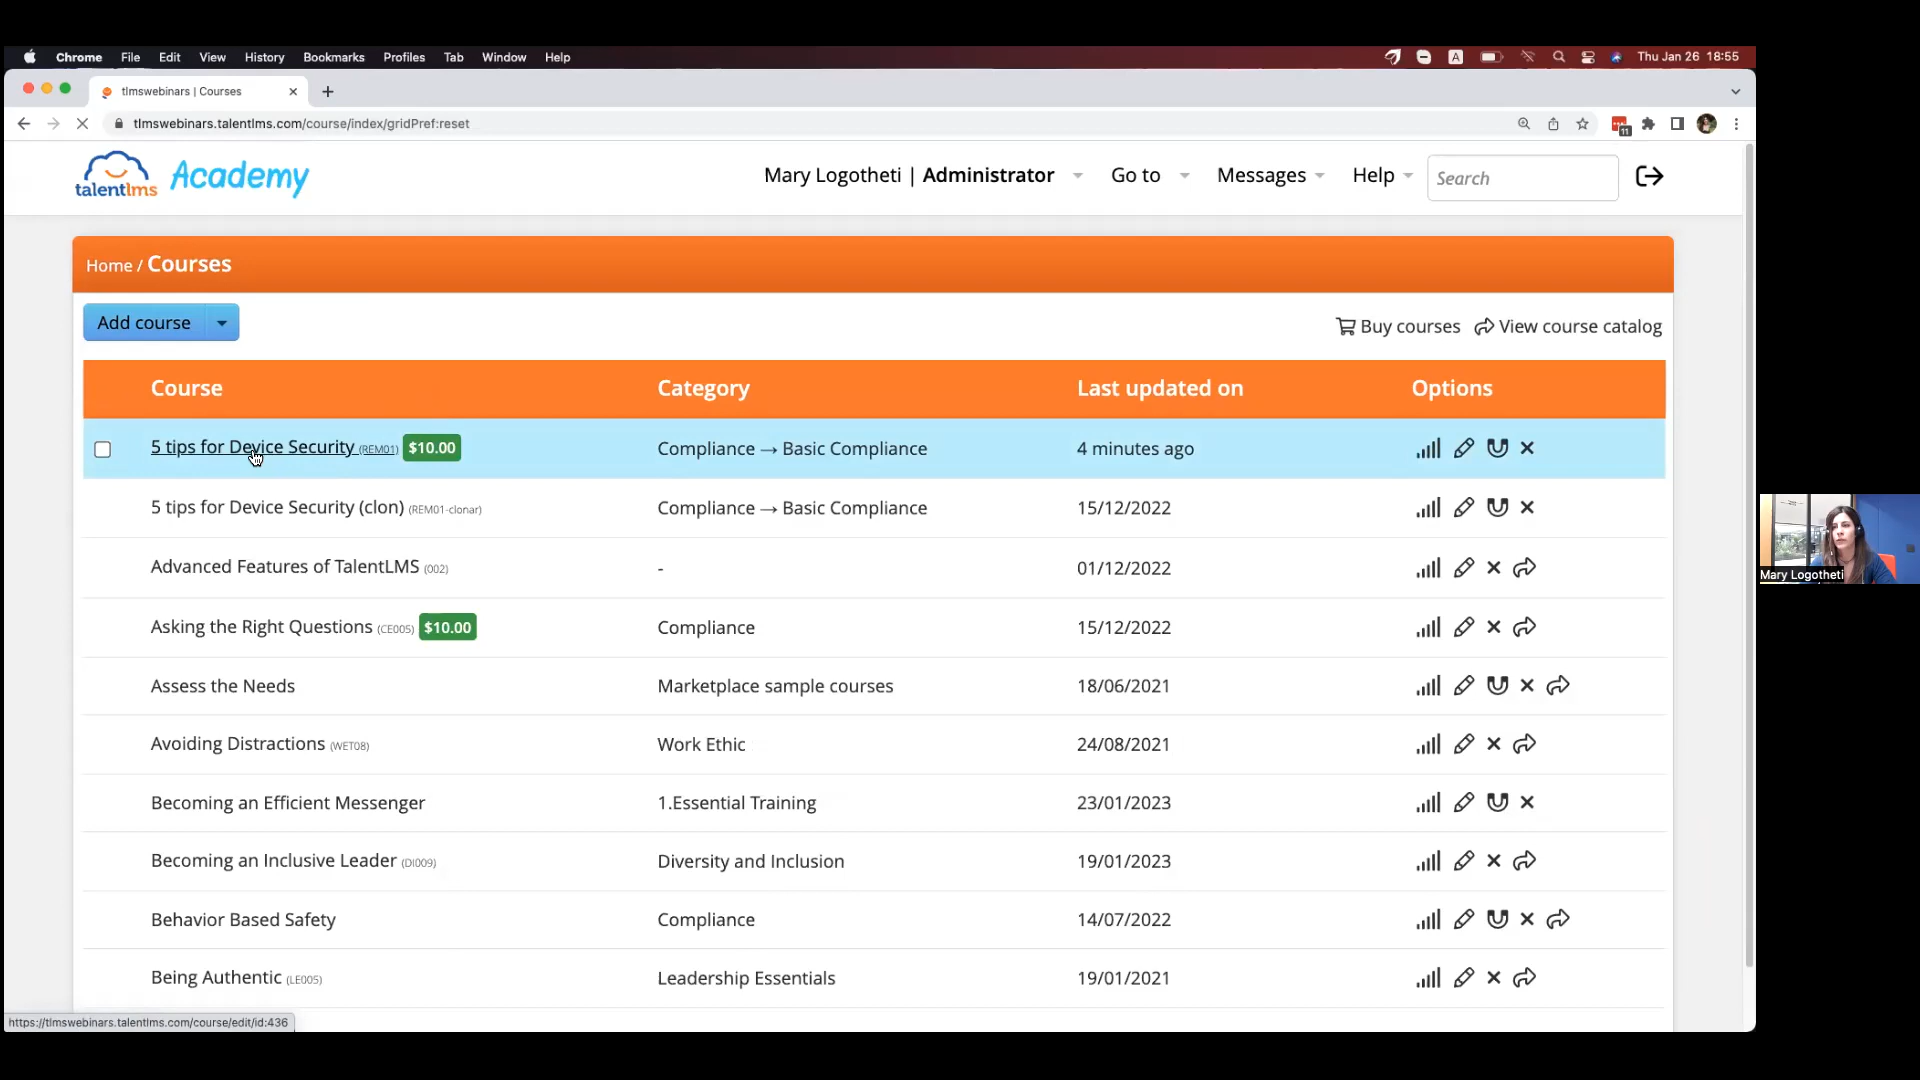 Chrome File Edit View History Bookmarks Profiles Tab Window Help A Thu Jan 26 18:55
tlmswebinars | Courses
tlmswebinars.talentlms.com/course/index/gridPref:reset 11
talentlms Academy Mary Logotheti | Administrator Go to Messages Help Search
Home / Courses
Add course Buy courses View course catalog
Course Category Last updated on Options
5 tips for Device Security (REM01) $10.00 Compliance → Basic Compliance 4 minutes ago
5 tips for Device Security (clon) (REM01-clonar) Compliance → Basic Compliance 15/12/2022
Advanced Features of TalentLMS (002) - 01/12/2022
Asking the Right Questions (CE005) $10.00 Compliance 15/12/2022
Assess the Needs Marketplace sample courses 18/06/2021
Avoiding Distractions (WET08) Work Ethic 24/08/2021
Becoming an Efficient Messenger 1.Essential Training 23/01/2023
Becoming an Inclusive Leader (DI009) Diversity and Inclusion 19/01/2023
Behavior Based Safety Compliance 14/07/2022
Being Authentic (LE005) Leadership Essentials 19/01/2021
https://tlmswebinars.talentlms.com/course/edit/id:436
Mary Logotheti